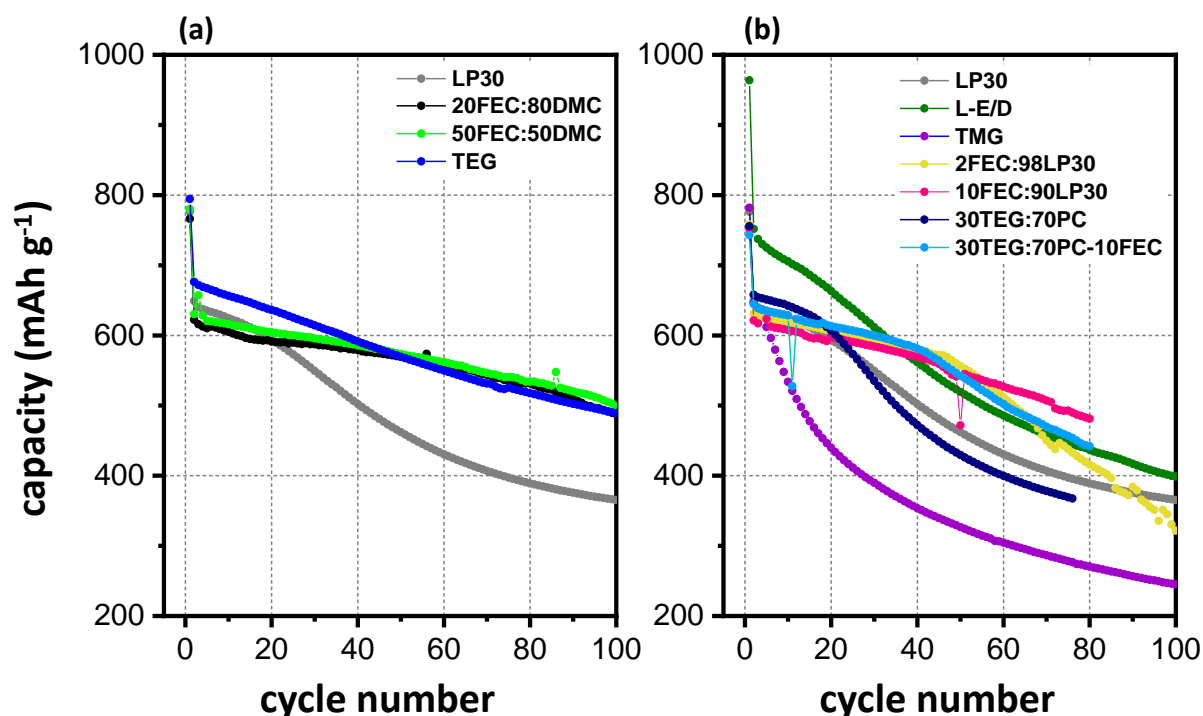 (a)
(b)
capacity (mAh g⁻¹)
1000
800
600
400
200
LP30
20FEC:80DMC
50FEC:50DMC
TEG
0
20
40
60
80
100
cycle number
1000
800
600
400
200
LP30
L-E/D
TMG
2FEC:98LP30
10FEC:90LP30
30TEG:70PC
30TEG:70PC-10FEC
0
20
40
60
80
100
cycle number